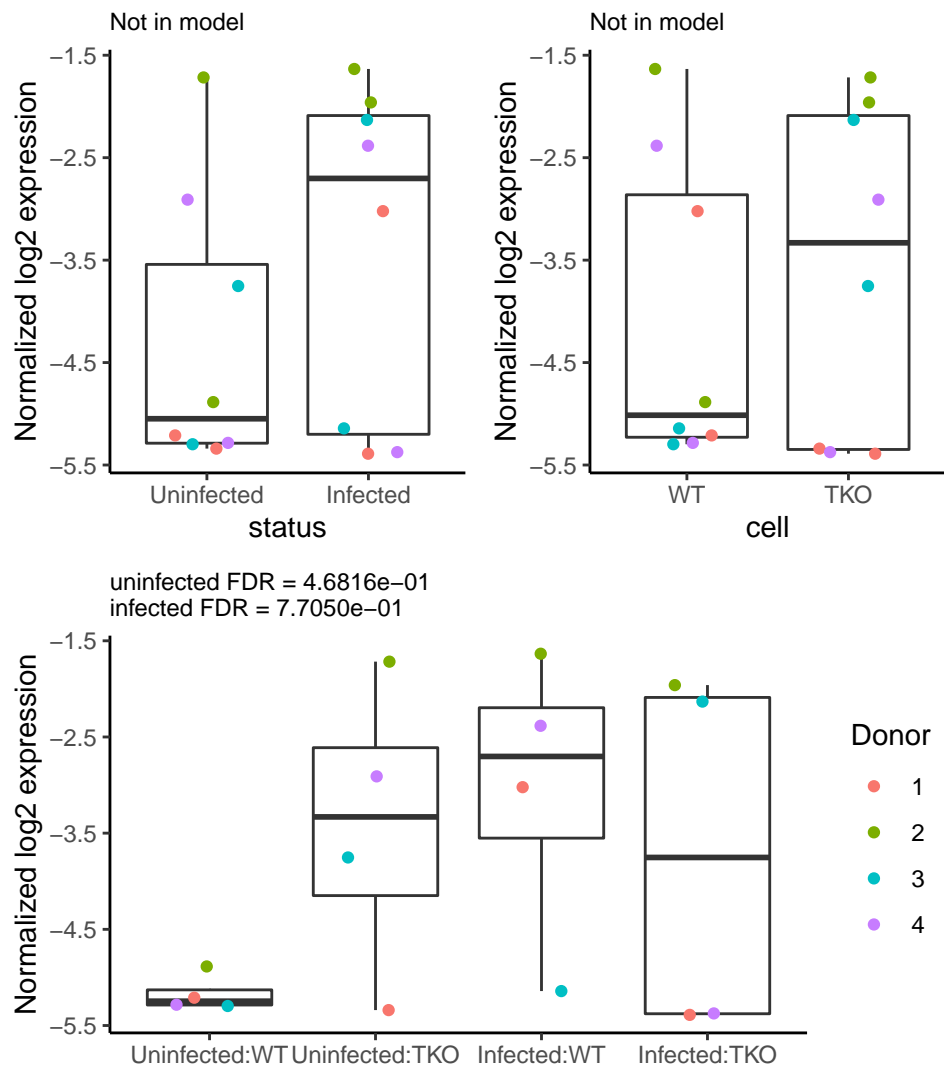 Not in model
Normalized log2 expression
−1.5
−2.5
−3.5
−4.5
−5.5
Uninfected Infected
status
Not in model
Normalized log2 expression
−1.5
−2.5
−3.5
−4.5
−5.5
WT TKO
cell
uninfected FDR = 4.6816e−01
infected FDR = 7.7050e−01
Normalized log2 expression
−1.5
−2.5
−3.5
−4.5
−5.5
Uninfected:WT Uninfected:TKO Infected:WT Infected:TKO
Donor
1
2
3
4